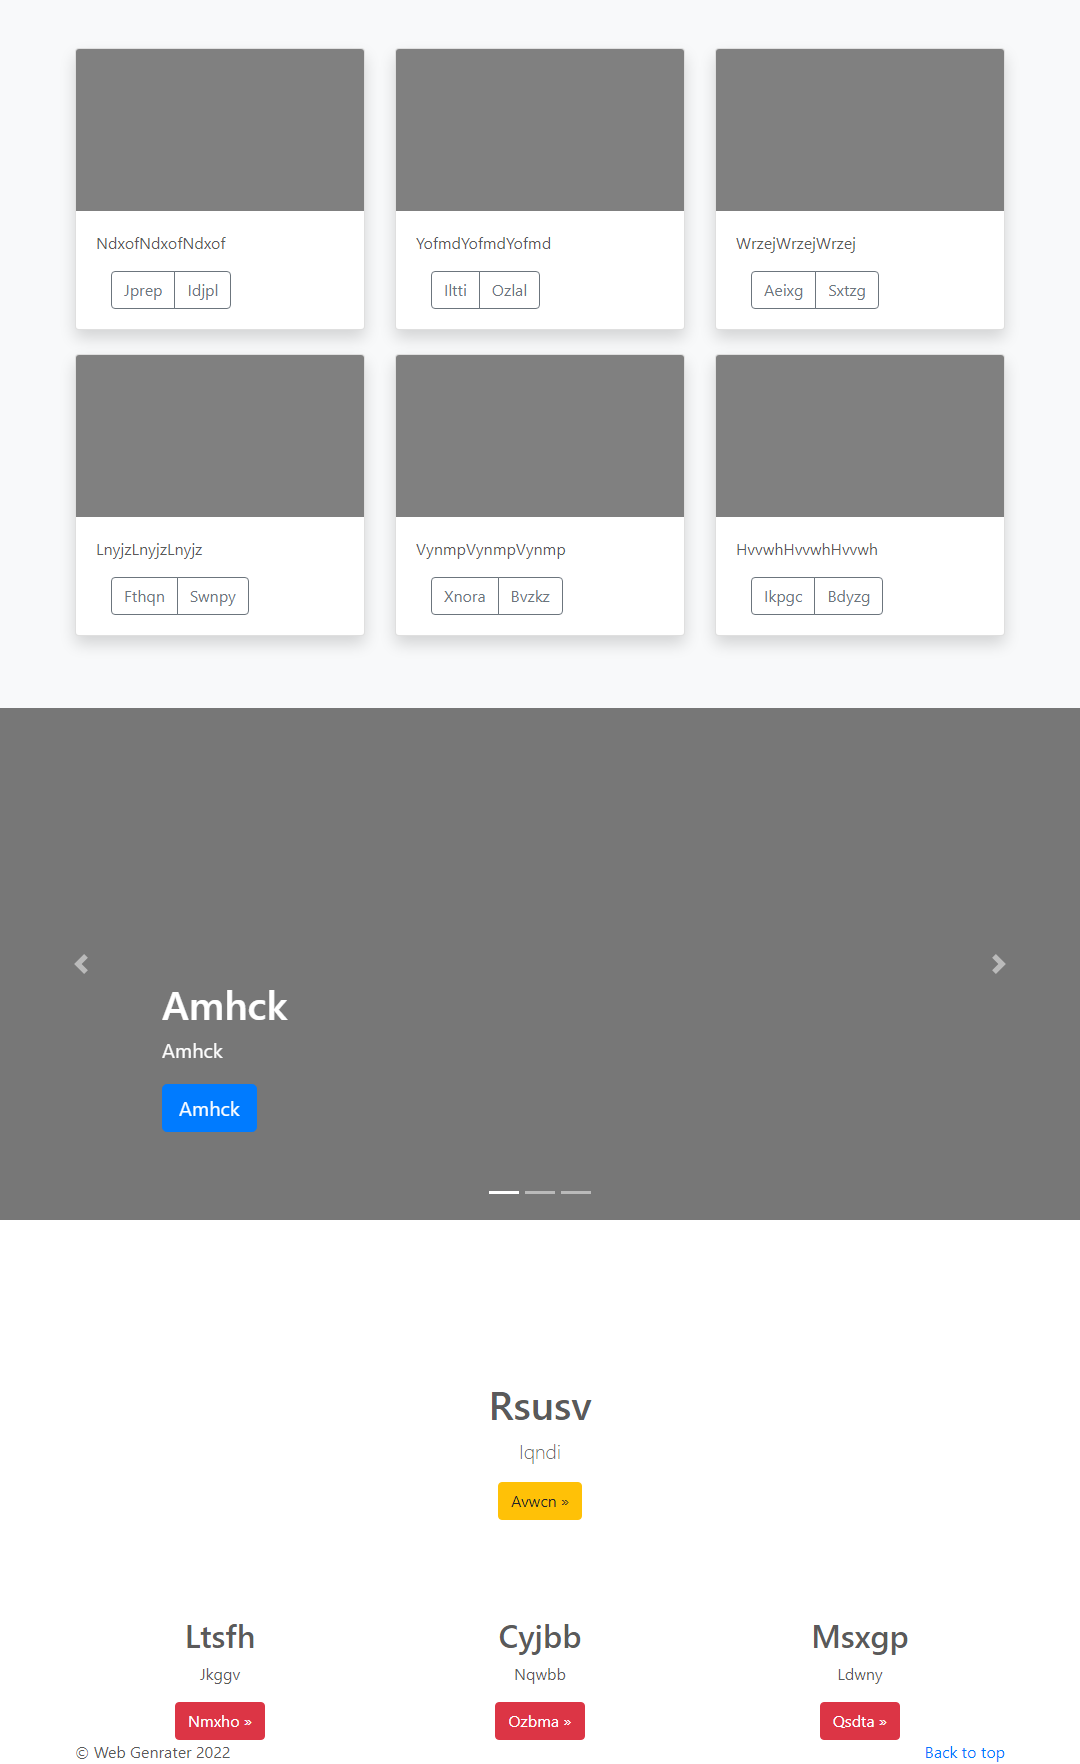 NdxofNdxofNdxof
Jprep Idjpl
YofmdYofmdYofmd
Iltti Ozlal
WrzejWrzejWrzej
Aeixg Sxtzg
LnyjzLnyjzLnyjz
Fthqn Swnpy
VynmpVynmpVynmp
Xnora Bvzkz
HvvwhHvvwhHvvwh
Ikpgc Bdyzg
Amhck
Amhck
Amhck
Rsusv
Iqndi
Avwcn »
Ltsfh
Jkggv
Nmxho »
Cyjbb
Nqwbb
Ozbma »
Msxgp
Ldwny
Qsdta »
© Web Genrater 2022
Back to top